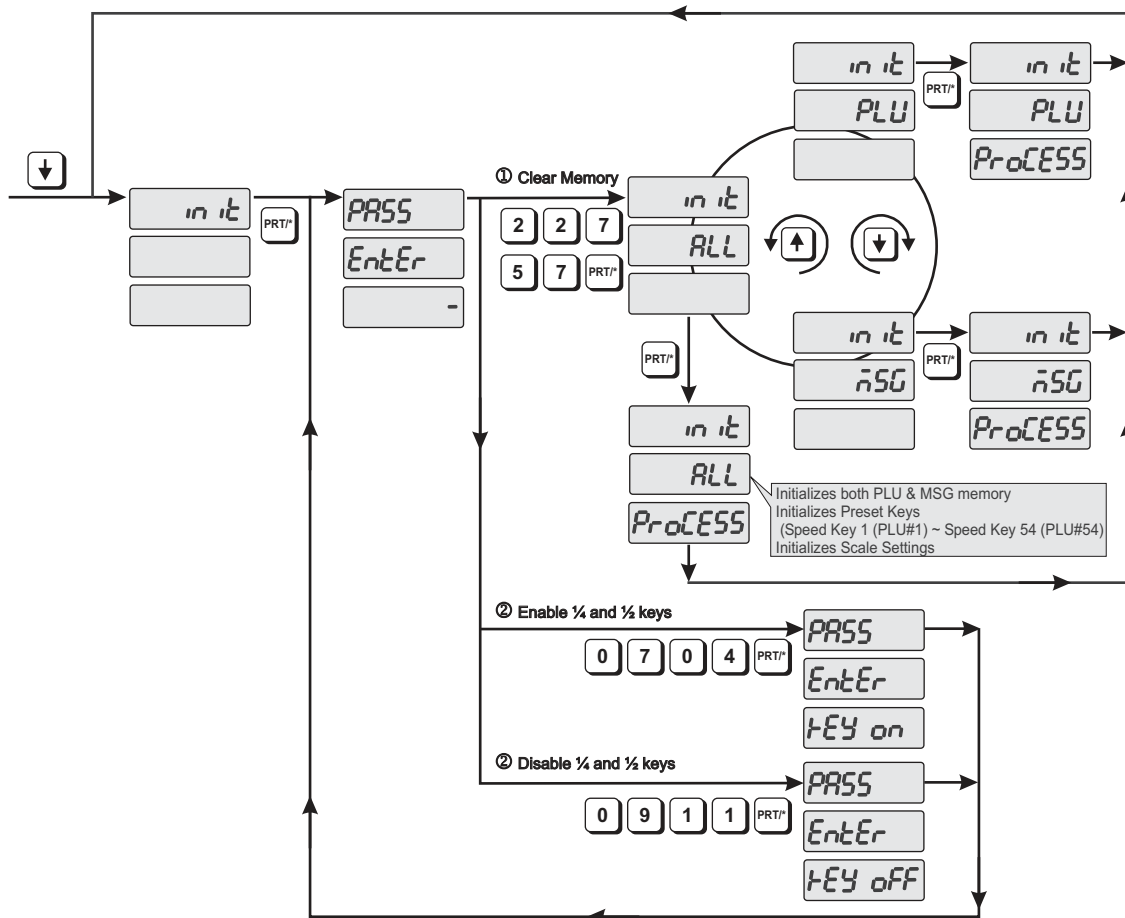 init
PLU
PRT/*
init
PLU
ProCESS
init
PRT/*
PASS
EntEr
-
① Clear Memory
2 2 7
5 7 PRT/*
init
ALL
init
MSG
PRT/*
init
MSG
ProCESS
PRT/*
init
ALL
ProCESS
Initializes both PLU & MSG memory
Initializes Preset Keys
(Speed Key 1 (PLU#1) ~ Speed Key 54 (PLU#54)
Initializes Scale Settings
② Enable ¼ and ½ keys
0 7 0 4 PRT/*
PASS
EntEr
KEY on
② Disable ¼ and ½ keys
0 9 1 1 PRT/*
PASS
EntEr
KEY oFF